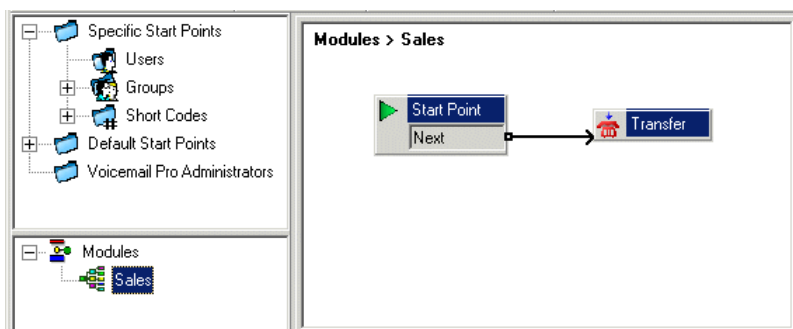 Specific Start Points
Users
Groups
Short Codes
Default Start Points
Voicemail Pro Administrators
Modules
Sales
Modules > Sales
Start Point
Next
Transfer